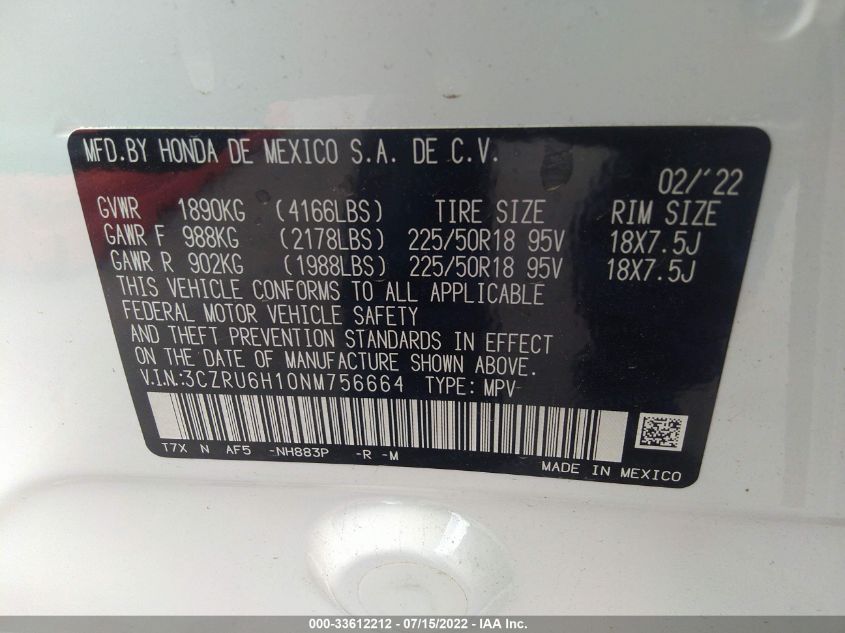 MFD.BY HONDA DE MEXICO S.A. DE C.V.
02/'22
GVWR 1890KG (4166LBS) TIRE SIZE RIM SIZE
GAWR F 988KG (2178LBS) 225/50R18 95V 18X7.5J
GAWR R 902KG (1988LBS) 225/50R18 95V 18X7.5J
THIS VEHICLE CONFORMS TO ALL APPLICABLE
FEDERAL MOTOR VEHICLE SAFETY
AND THEFT PREVENTION STANDARDS IN EFFECT
ON THE DATE OF MANUFACTURE SHOWN ABOVE.
V.I.N.:3CZRU6H10NM756664 TYPE: MPV
T7X N AF5 -NH883P -R -M
MADE IN MEXICO
000-33612212 - 07/15/2022 - IAA, Inc.